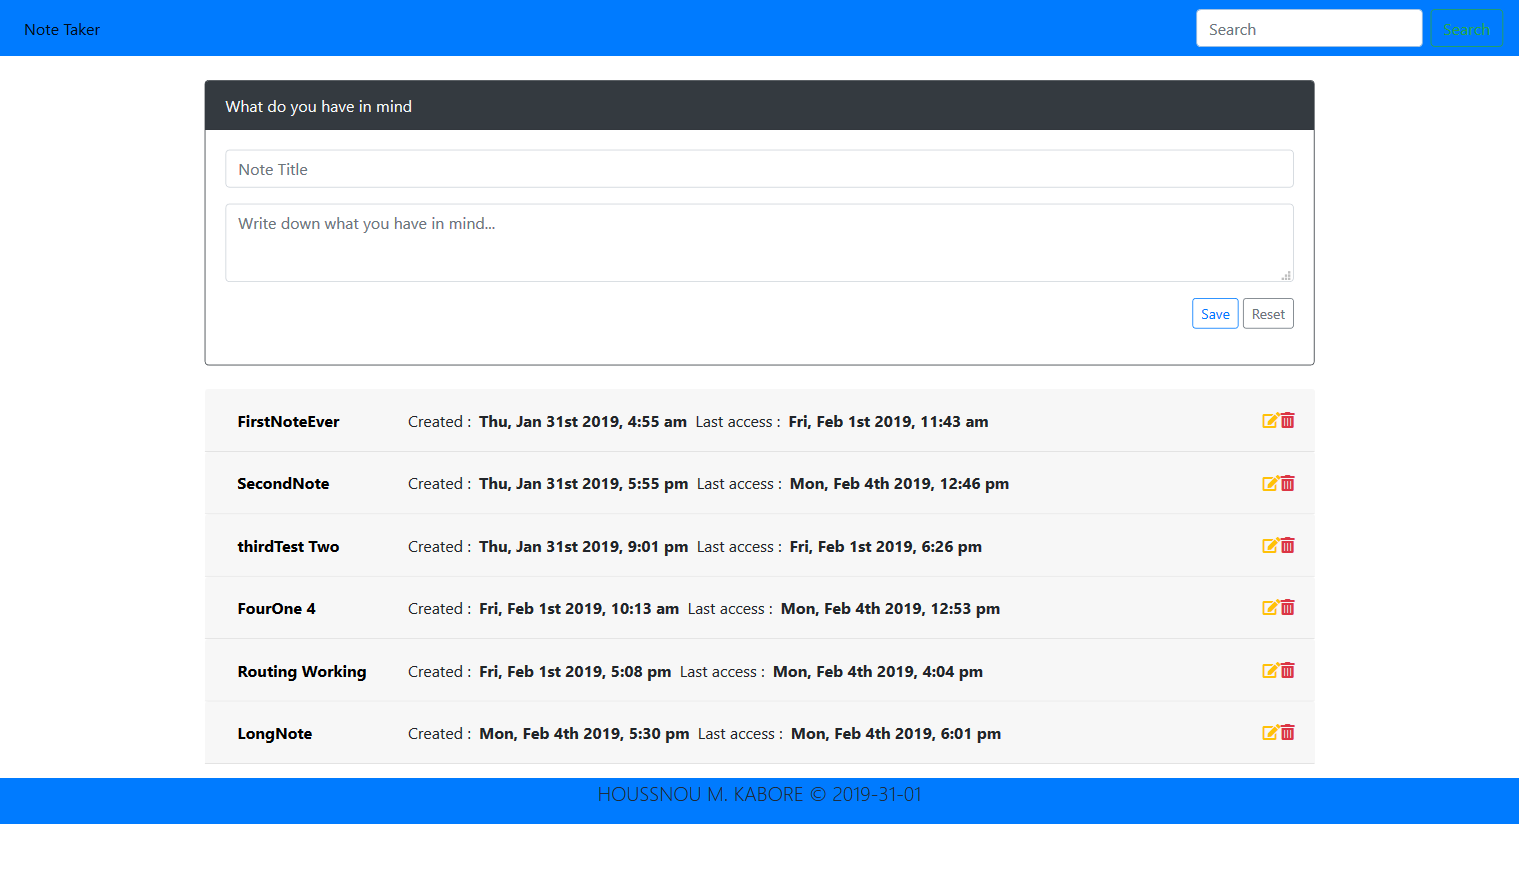 Note Taker Search Search
What do you have in mind
Note Title
Write down what you have in mind...
Save Reset
FirstNoteEver Created : Thu, Jan 31st 2019, 4:55 am Last access : Fri, Feb 1st 2019, 11:43 am
SecondNote Created : Thu, Jan 31st 2019, 5:55 pm Last access : Mon, Feb 4th 2019, 12:46 pm
thirdTest Two Created : Thu, Jan 31st 2019, 9:01 pm Last access : Fri, Feb 1st 2019, 6:26 pm
FourOne 4 Created : Fri, Feb 1st 2019, 10:13 am Last access : Mon, Feb 4th 2019, 12:53 pm
Routing Working Created : Fri, Feb 1st 2019, 5:08 pm Last access : Mon, Feb 4th 2019, 4:04 pm
LongNote Created : Mon, Feb 4th 2019, 5:30 pm Last access : Mon, Feb 4th 2019, 6:01 pm
HOUSSNOU M. KABORE © 2019-31-01